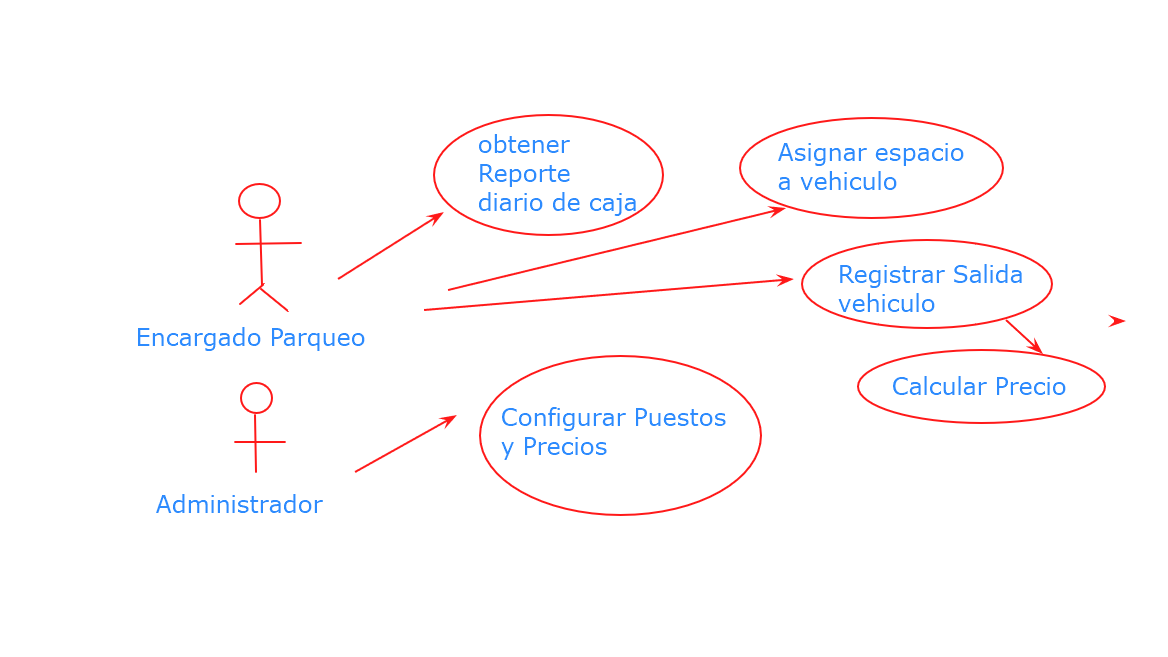 obtener
Reporte
diario de caja
Asignar espacio
a vehiculo
Registrar Salida
vehiculo
Encargado Parqueo
Calcular Precio
Configurar Puestos
y Precios
Administrador